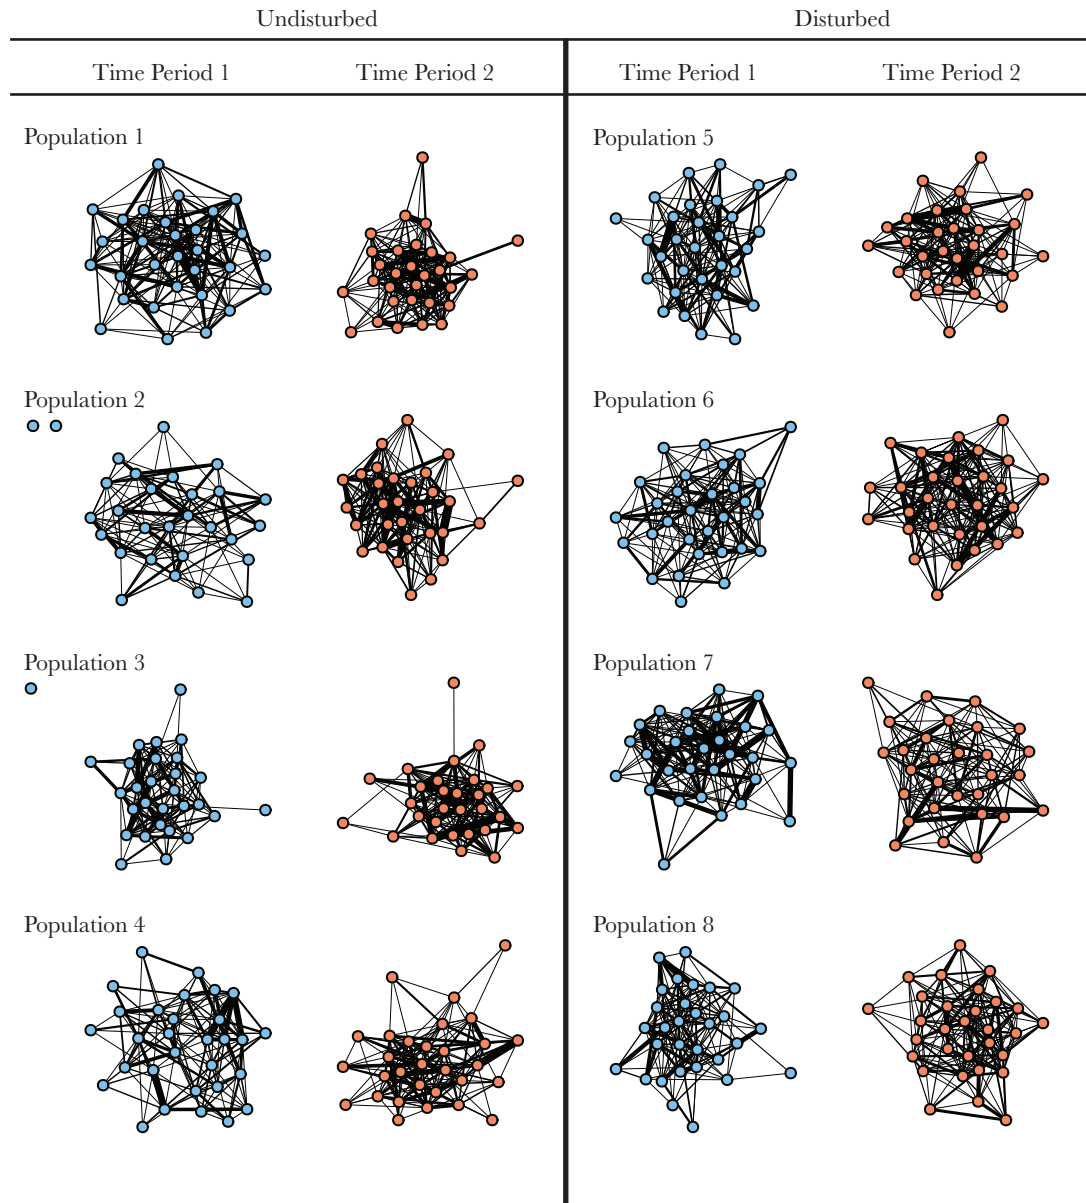 Undisturbed Disturbed
Time Period 1 Time Period 2 Time Period 1 Time Period 2
Population 1 Population 5
Population 2 Population 6
Population 3 Population 7
Population 4 Population 8